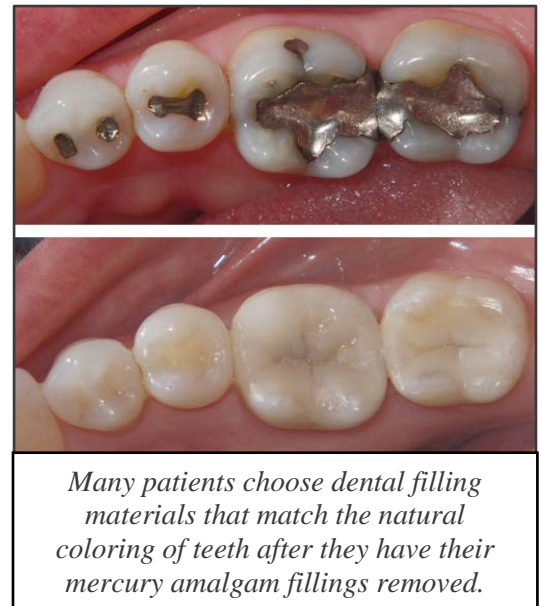 Many patients choose dental filling
materials that match the natural
coloring of teeth after they have their
mercury amalgam fillings removed.